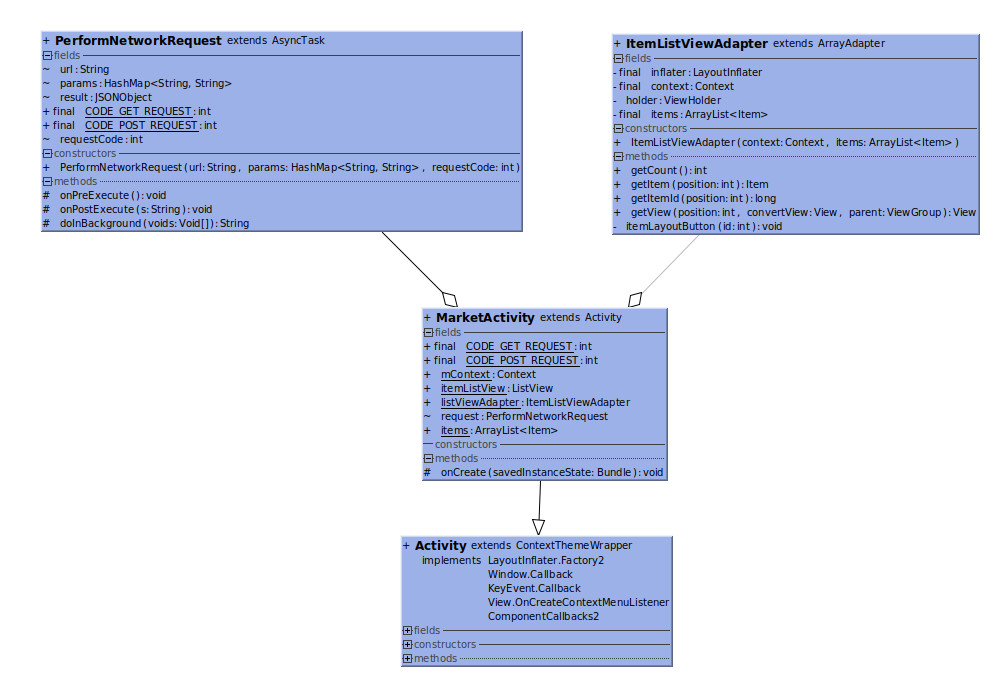 + PerformNetworkRequest extends AsyncTask
fields
~ url:String
~ params:HashMap<String, String>
~ result:JSONObject
+ final CODE_GET_REQUEST:int
+ final CODE_POST_REQUEST:int
~ requestCode:int
constructors
+ PerformNetworkRequest(url:String, params:HashMap<String, String>, requestCode:int)
methods
# onPreExecute():void
# onPostExecute(s:String):void
# doInBackground(voids:Void[]):String
+ ItemListViewAdapter extends ArrayAdapter
fields
- final inflater:LayoutInflater
- final context:Context
- holder:ViewHolder
- final items:ArrayList<Item>
constructors
+ ItemListViewAdapter(context:Context, items:ArrayList<Item>)
methods
+ getCount():int
+ getItem(position:int):Item
+ getItemId(position:int):long
+ getView(position:int, convertView:View, parent:ViewGroup):View
- itemLayoutButton(id:int):void
+ MarketActivity extends Activity
fields
+ final CODE_GET_REQUEST:int
+ final CODE_POST_REQUEST:int
+ mContext:Context
+ itemListView:ListView
+ listViewAdapter:ItemListViewAdapter
~ request:PerformNetworkRequest
+ items:ArrayList<Item>
constructors
methods
# onCreate(savedInstanceState:Bundle):void
+ Activity extends ContextThemeWrapper
implements LayoutInflater.Factory2
Window.Callback
KeyEvent.Callback
View.OnCreateContextMenuListener
ComponentCallbacks2
fields
constructors
methods